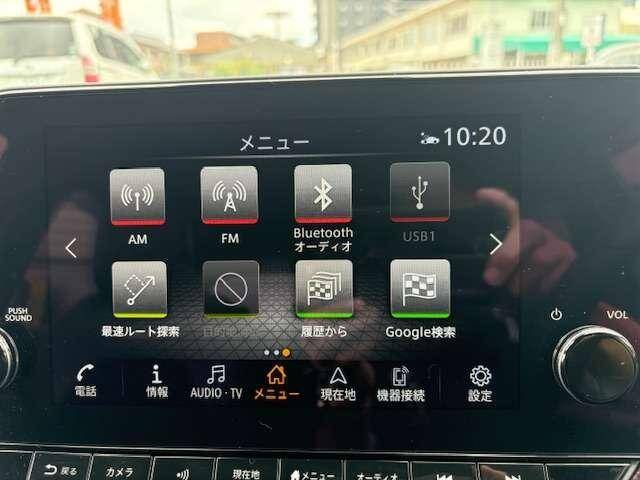 メニュー
10:20
AM
FM
Bluetooth
オーディオ
USB1
最速ルート探索
履歴から
Google検索
PUSH
SOUND
VOL
電話
情報
AUDIO・TV
メニュー
現在地
機器接続
設定
戻る
カメラ
現在地
メニュー
オーディオ